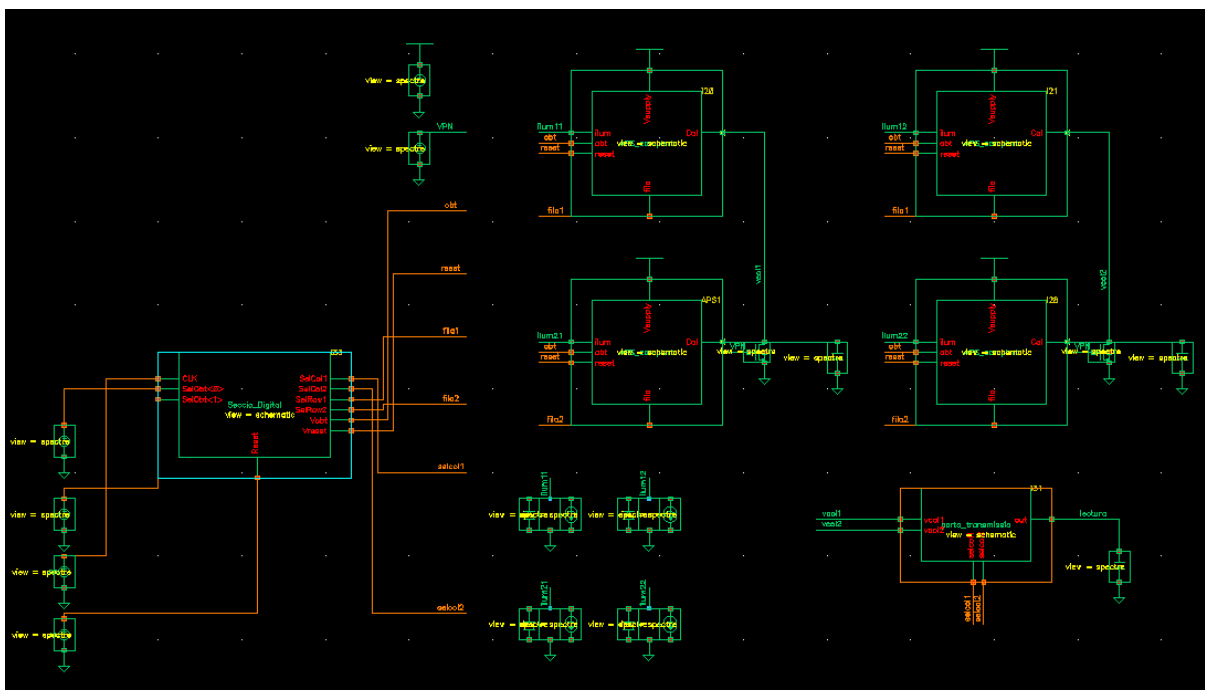 view = spectre
VPN
view = spectre
obt
reset
fila1
fila2
selcol1
selcol2
I20
Vsupply
Ilum11
obt
reset
ilum
obt
reset
Col
view = schematic
fila
fila1
I21
Vsupply
Ilum12
obt
reset
ilum
obt
reset
Col
view = schematic
fila
fila1
vcol1
vcol2
APS1
Vsupply
Ilum21
obt
reset
ilum
obt
reset
Col
view = schematic
fila
fila2
VPN
view = spectre
view = spectre
I28
Vsupply
Ilum22
obt
reset
ilum
obt
reset
Col
view = schematic
fila
fila2
VPN
view = spectre
view = spectre
CLK
SelObt<0>
SelObt<1>
Seccio_Digital
view = schematic
SelCol1
SelCol2
SelRow1
SelRow2
Vobt
Vreset
Reset
view = spectre
view = spectre
view = spectre
view = spectre
Ilum11
Ilum12
Ilum21
Ilum22
I31
vcol1
vcol2
vcol1
vcol2
porta_transmissio
view = schematic
out
lectura
view = spectre
selcol1
selcol2